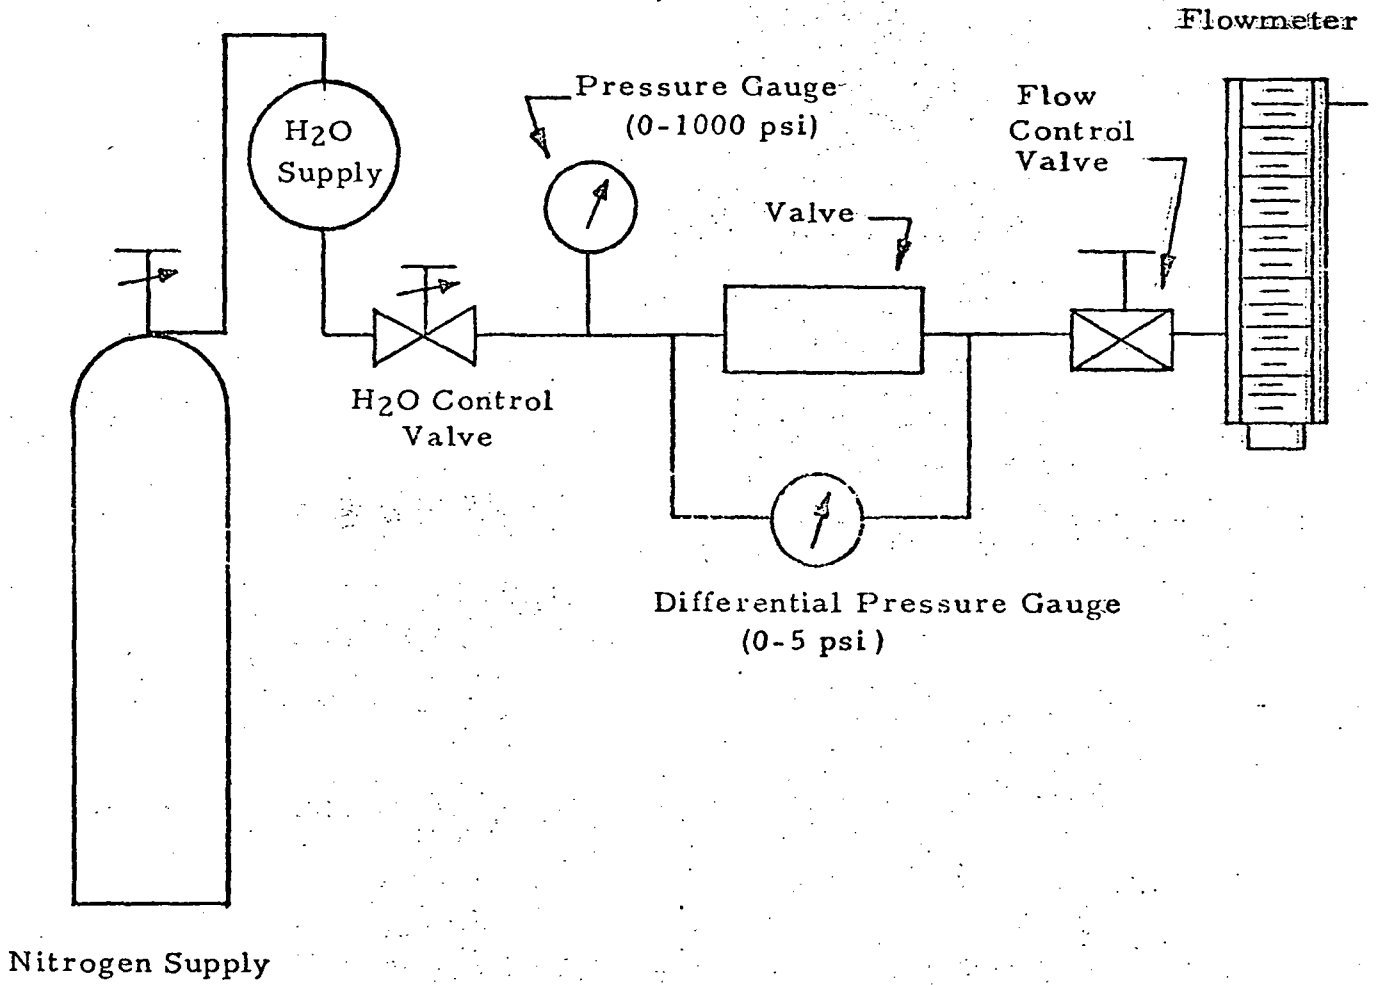 Flowmeter
Pressure Gauge
(0-1000 psi)
Flow
Control
Valve
H2O
Supply
Valve
H2O Control
Valve
Differential Pressure Gauge
(0-5 psi)
Nitrogen Supply